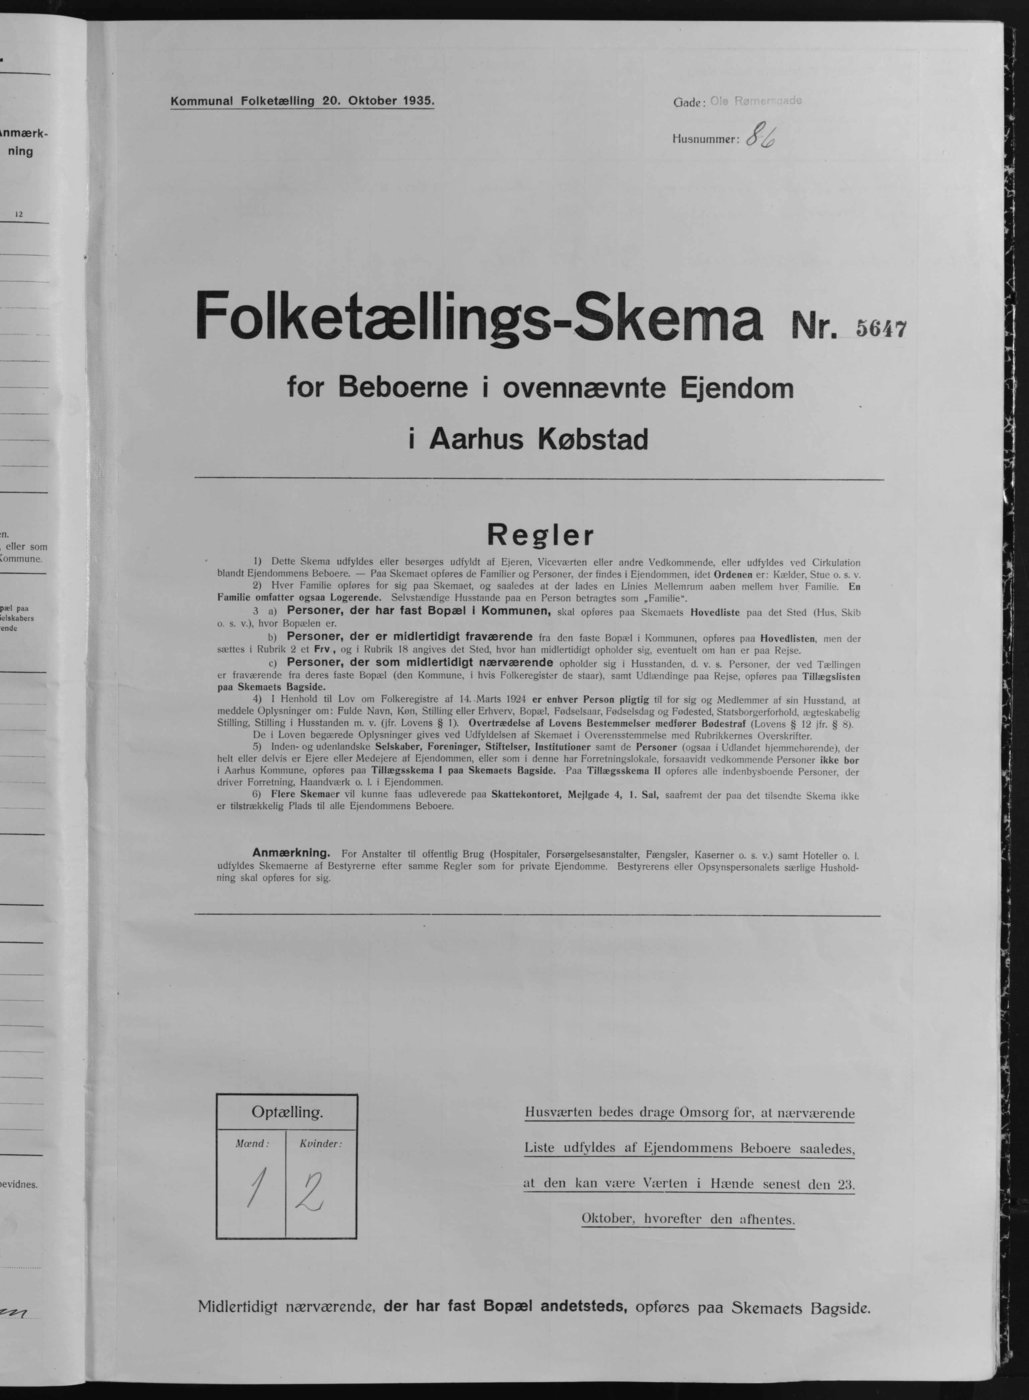 Anmærk-
ning
12
en.
, eller som
Kommune.
pæl paa
Selskabers
rende
bevidnes.
Kommunal Folketælling 20. Oktober 1935.
Gade: Ole Rømersgade
Husnummer: 86
Folketællings-Skema Nr. 5647
for Beboerne i ovennævnte Ejendom
i Aarhus Købstad
Regler
1) Dette Skema udfyldes eller besørges udfyldt af Ejeren, Viceværten eller andre Vedkommende, eller udfyldes ved Cirkulation
blandt Ejendommens Beboere. — Paa Skemaet opføres de Familier og Personer, der findes i Ejendommen, idet Ordenen er: Kælder, Stue o. s. v.
2) Hver Familie opføres for sig paa Skemaet, og saaledes at der lades en Linies Mellemrum aaben mellem hver Familie. En
Familie omfatter ogsaa Logerende. Selvstændige Husstande paa en Person betragtes som „Familie“.
3 a) Personer, der har fast Bopæl i Kommunen, skal opføres paa Skemaets Hovedliste paa det Sted (Hus, Skib
o. s. v.), hvor Bopælen er.
b) Personer, der er midlertidigt fraværende fra den faste Bopæl i Kommunen, opføres paa Hovedlisten, men der
sættes i Rubrik 2 et Frv., og i Rubrik 18 angives det Sted, hvor han midlertidigt opholder sig, eventuelt om han er paa Rejse.
c) Personer, der som midlertidigt nærværende opholder sig i Husstanden, d. v. s. Personer, der ved Tællingen
er fraværende fra deres faste Bopæl (den Kommune, i hvis Folkeregister de staar), samt Udlændinge paa Rejse, opføres paa Tillægslisten
paa Skemaets Bagside.
4) I Henhold til Lov om Folkeregistre af 14. Marts 1924 er enhver Person pligtig til for sig og Medlemmer af sin Husstand, at
meddele Oplysninger om: Fulde Navn, Køn, Stilling eller Erhverv, Bopæl, Fødselsaar, Fødselsdag og Fødested, Statsborgerforhold, ægteskabelig
Stilling, Stilling i Husstanden m. v. (jfr. Lovens § 1). Overtrædelse af Lovens Bestemmelser medfører Bødestraf (Lovens § 12 jfr. § 8).
De i Loven begærede Oplysninger gives ved Udfyldelsen af Skemaet i Overensstemmelse med Rubrikkernes Overskrifter.
5) Inden- og udenlandske Selskaber, Foreninger, Stiftelser, Institutioner samt de Personer (ogsaa i Udlandet hjemmehørende), der
helt eller delvis er Ejere eller Medejere af Ejendommen, eller som i denne har Forretningslokale, forsaavidt vedkommende Personer ikke bor
i Aarhus Kommune, opføres paa Tillægsskema I paa Skemaets Bagside. Paa Tillægsskema II opføres alle indenbysboende Personer, der
driver Forretning, Haandværk o. l. i Ejendommen.
6) Flere Skemaer vil kunne faas udleverede paa Skattekontoret, Mejlgade 4, 1. Sal, saafremt der paa det tilsendte Skema ikke
er tilstrækkelig Plads til alle Ejendommens Beboere.
Anmærkning. For Anstalter til offentlig Brug (Hospitaler, Forsørgelsesanstalter, Fængsler, Kaserner o. s. v.) samt Hoteller o. l.
udfyldes Skemaerne af Bestyrerne efter samme Regler som for private Ejendomme. Bestyrerens eller Opsynspersonalets særlige Hushold-
ning skal opføres for sig.
Optælling.
Mænd: Kvinder:
1 2
Husværten bedes drage Omsorg for, at nærværende
Liste udfyldes af Ejendommens Beboere saaledes,
at den kan være Værten i Hænde senest den 23.
Oktober, hvorefter den afhentes.
Midlertidigt nærværende, der har fast Bopæl andetsteds, opføres paa Skemaets Bagside.